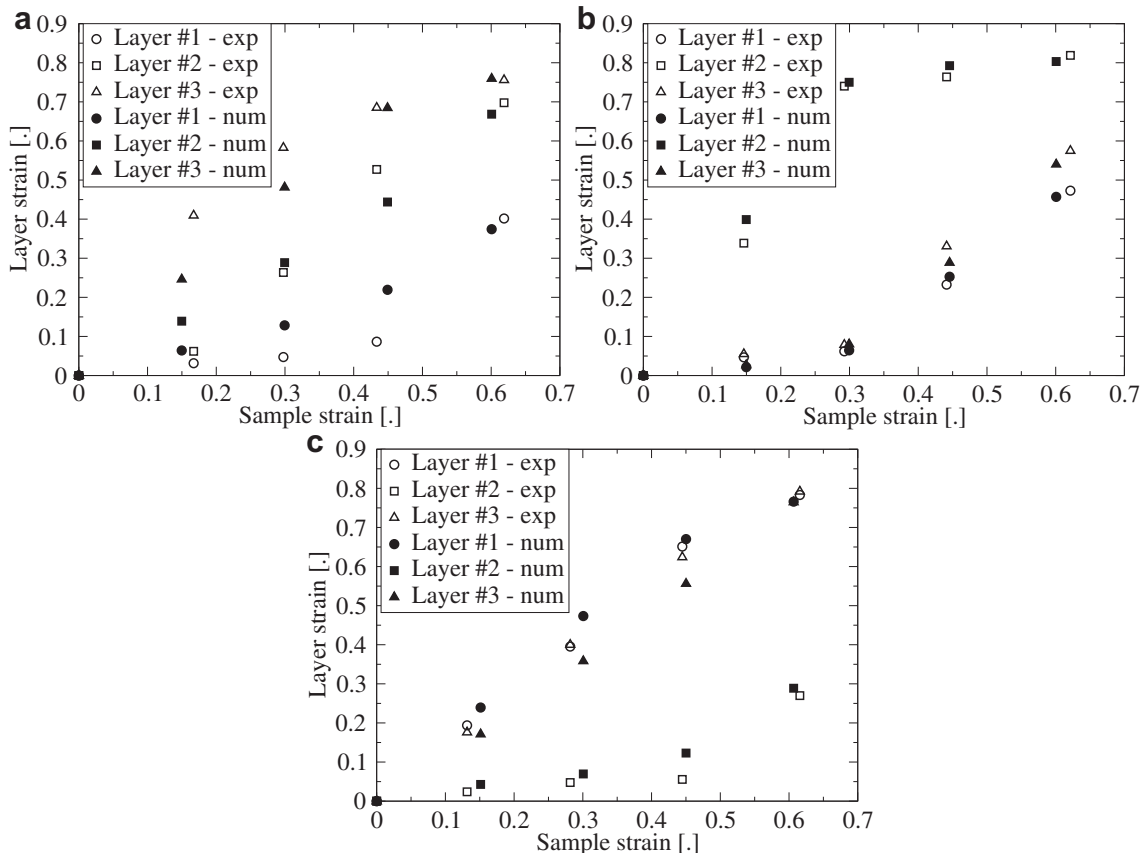 a
0.9
0.8
0.7
0.6
0.5
0.4
0.3
0.2
0.1
0
Layer strain [.]
Layer #1 - exp
Layer #2 - exp
Layer #3 - exp
Layer #1 - num
Layer #2 - num
Layer #3 - num
0 0.1 0.2 0.3 0.4 0.5 0.6 0.7
Sample strain [.]
b
0.9
0.8
0.7
0.6
0.5
0.4
0.3
0.2
0.1
0
Layer strain [.]
Layer #1 - exp
Layer #2 - exp
Layer #3 - exp
Layer #1 - num
Layer #2 - num
Layer #3 - num
0 0.1 0.2 0.3 0.4 0.5 0.6 0.7
Sample strain [.]
c
0.9
0.8
0.7
0.6
0.5
0.4
0.3
0.2
0.1
0
Layer strain [.]
Layer #1 - exp
Layer #2 - exp
Layer #3 - exp
Layer #1 - num
Layer #2 - num
Layer #3 - num
0 0.1 0.2 0.3 0.4 0.5 0.6 0.7
Sample strain [.]